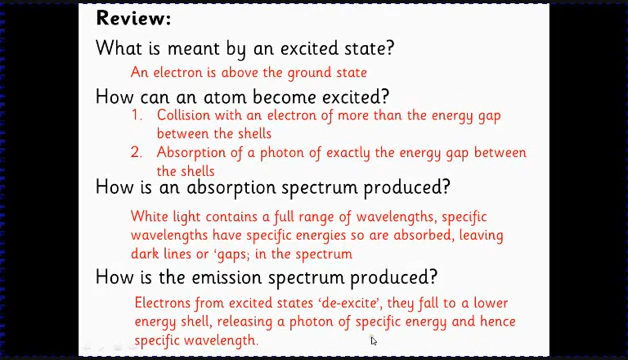 Review:
What is meant by an excited state?
An electron is above the ground state
How can an atom become excited?
1. Collision with an electron of more than the energy gap
between the shells
2. Absorption of a photon of exactly the energy gap between
the shells
How is an absorption spectrum produced?
White light contains a full range of wavelengths, specific
wavelengths have specific energies so are absorbed, leaving
dark lines or 'gaps; in the spectrum
How is the emission spectrum produced?
Electrons from excited states 'de-excite', they fall to a lower
energy shell, releasing a photon of specific energy and hence
specific wavelength.